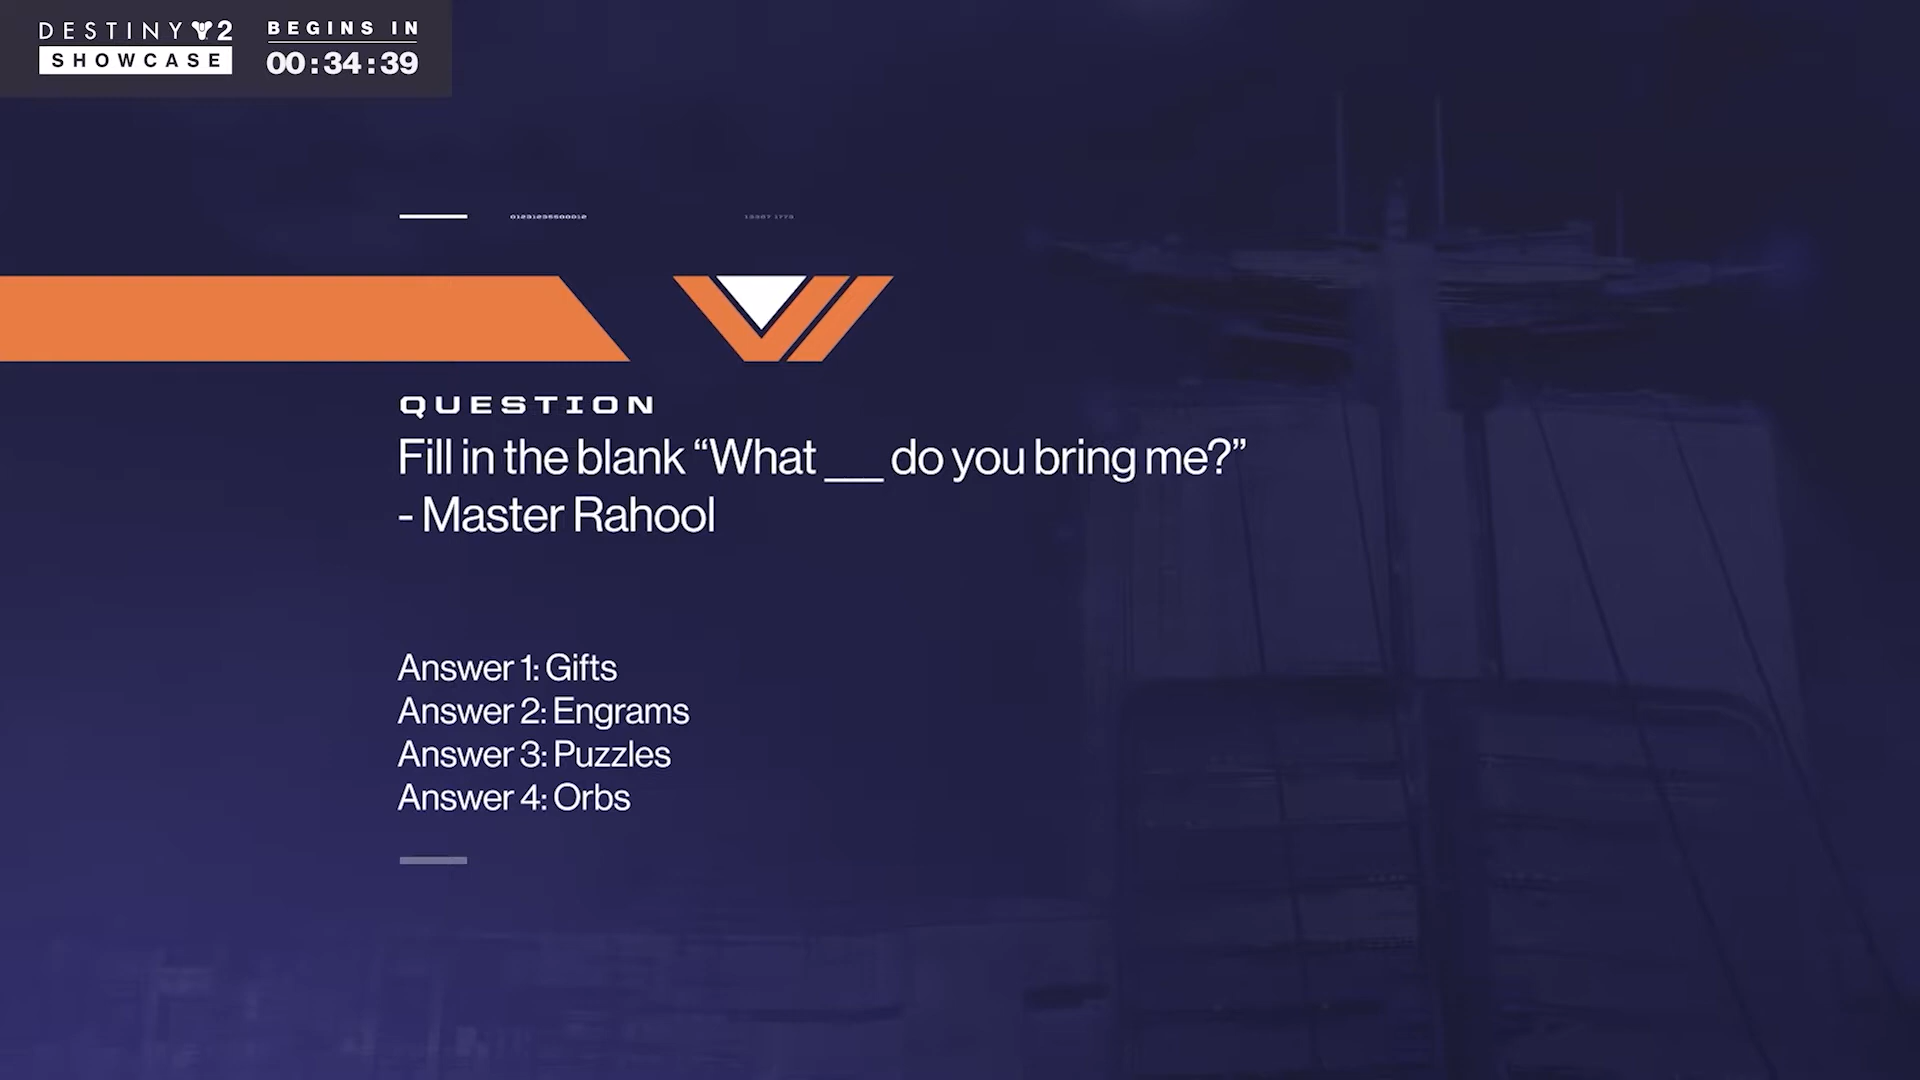 DESTINY 2
SHOWCASE
BEGINS IN
00:34:39
QUESTION
Fill in the blank “What ___ do you bring me?”
- Master Rahool
Answer 1: Gifts
Answer 2: Engrams
Answer 3: Puzzles
Answer 4: Orbs